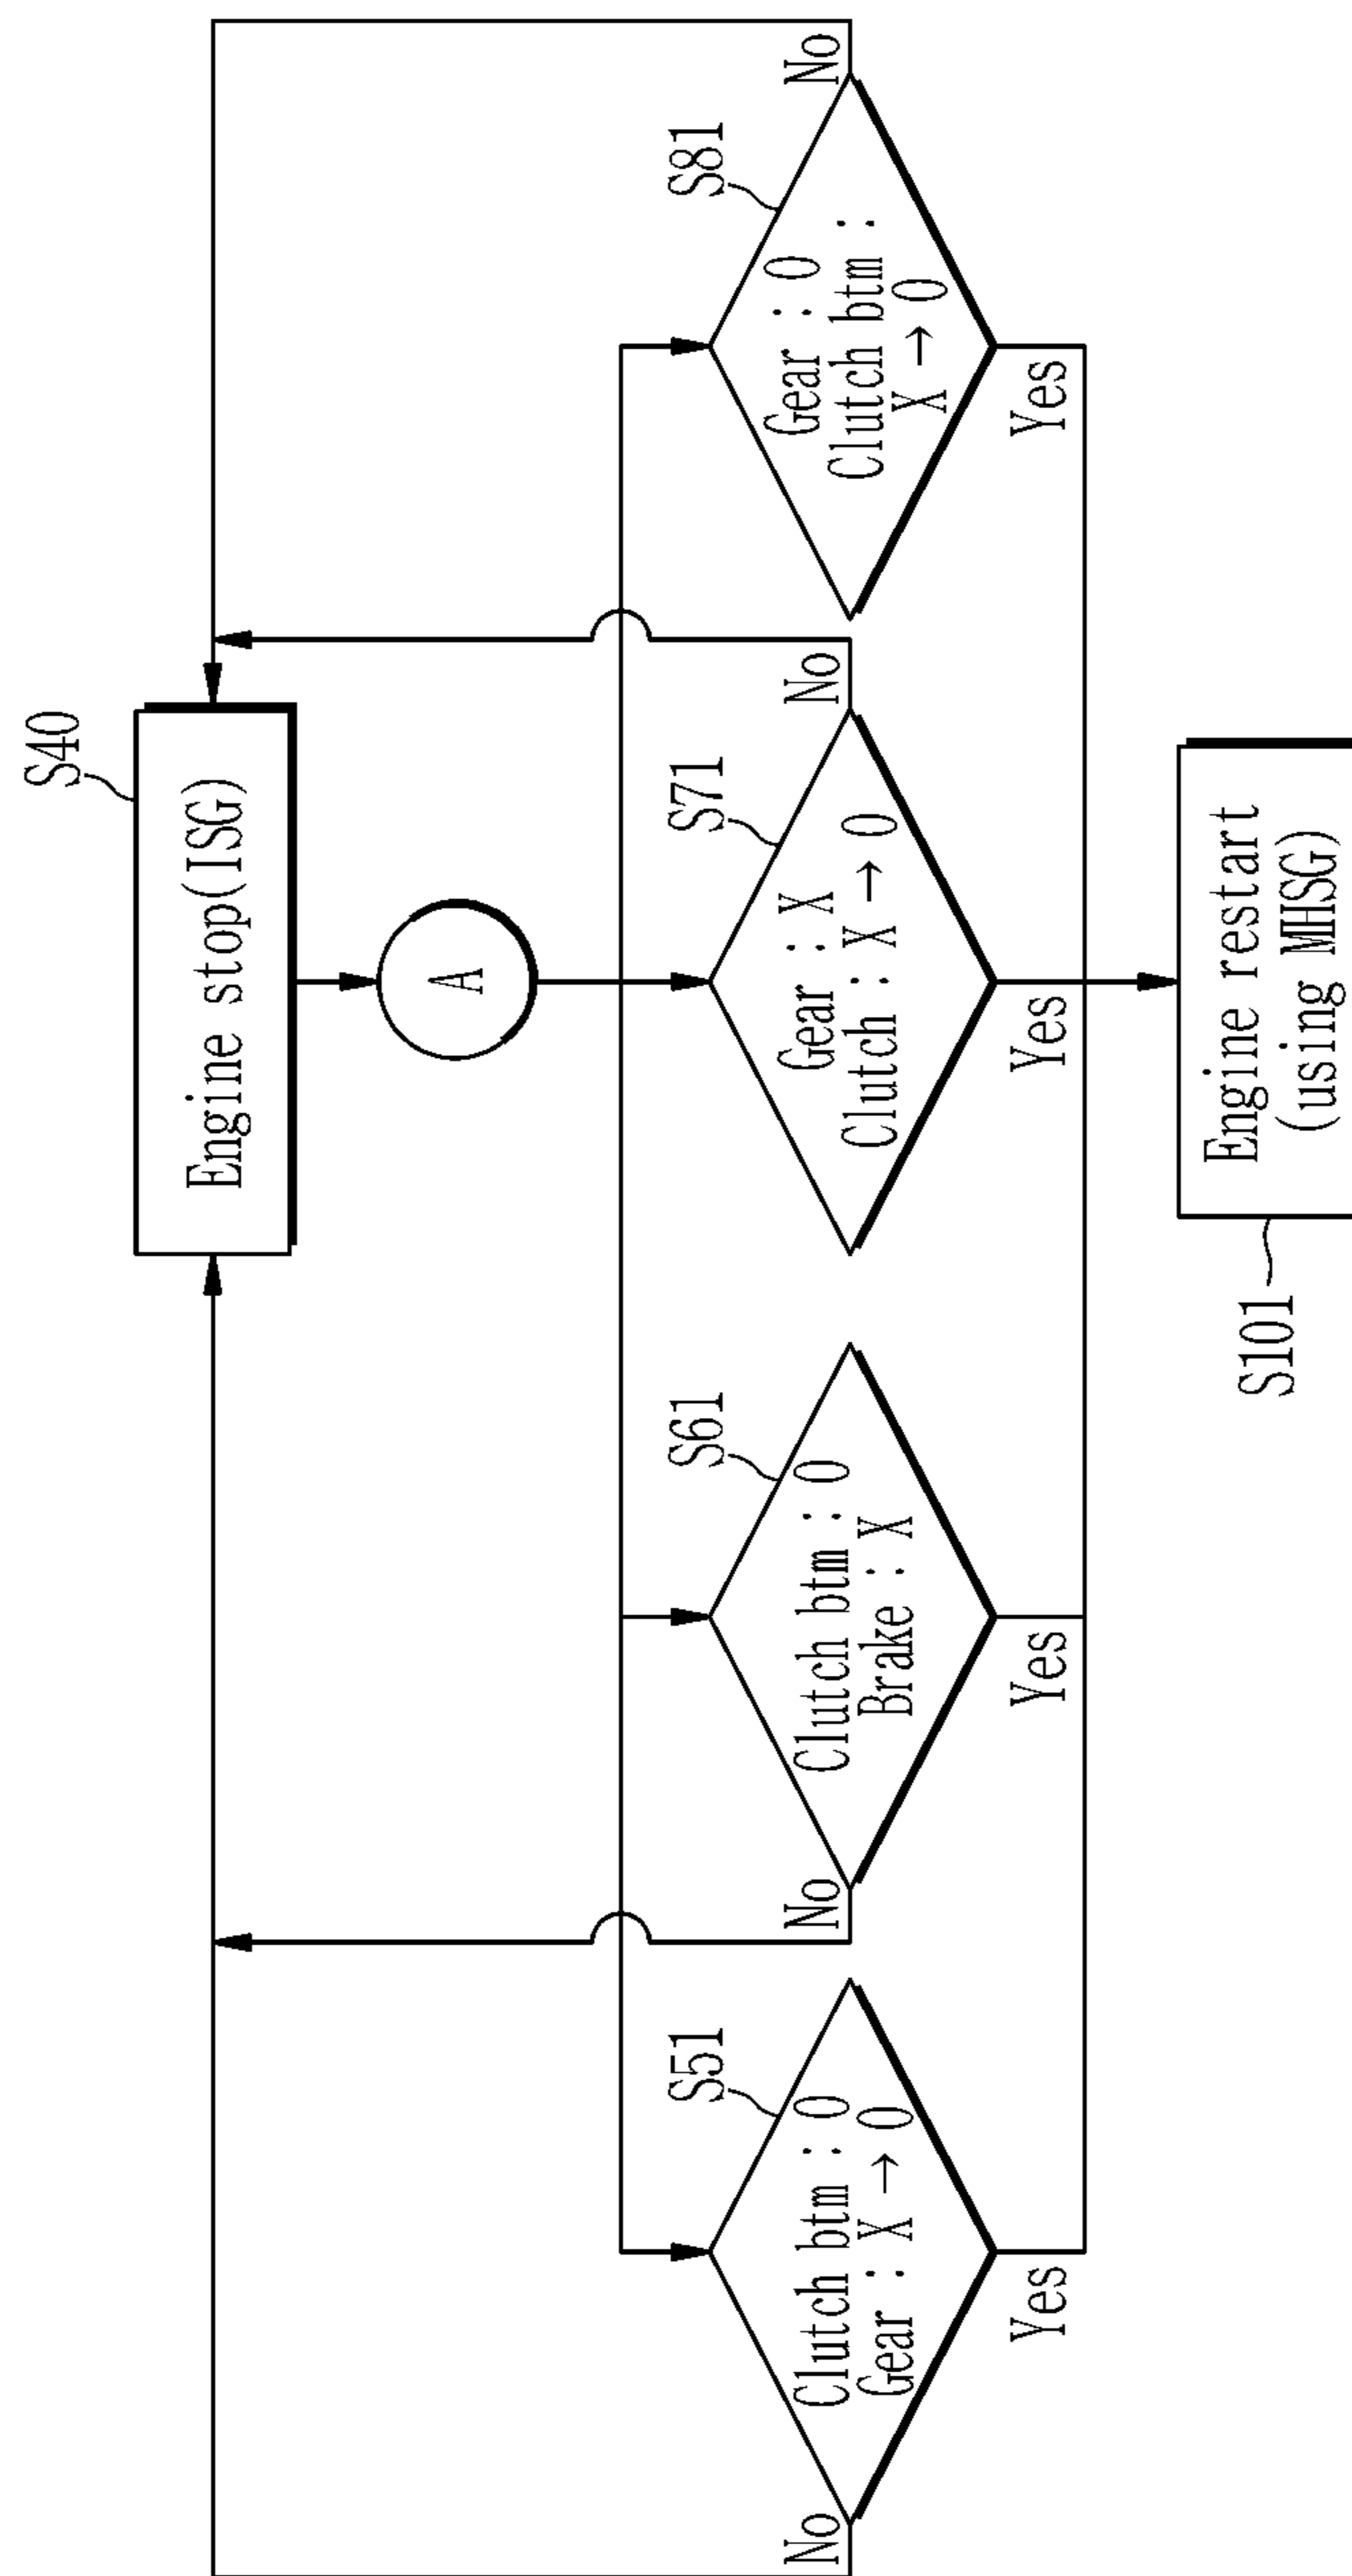 S40
Engine stop(ISG)
A
S51
Clutch btm : O
Gear : X → O
No
Yes
S61
Clutch btm : O
Brake : X
No
Yes
S71
Gear : X
Clutch : X → O
No
Yes
S81
Gear : O
Clutch btm :
X → O
No
Yes
S101
Engine restart
(using MHSG)